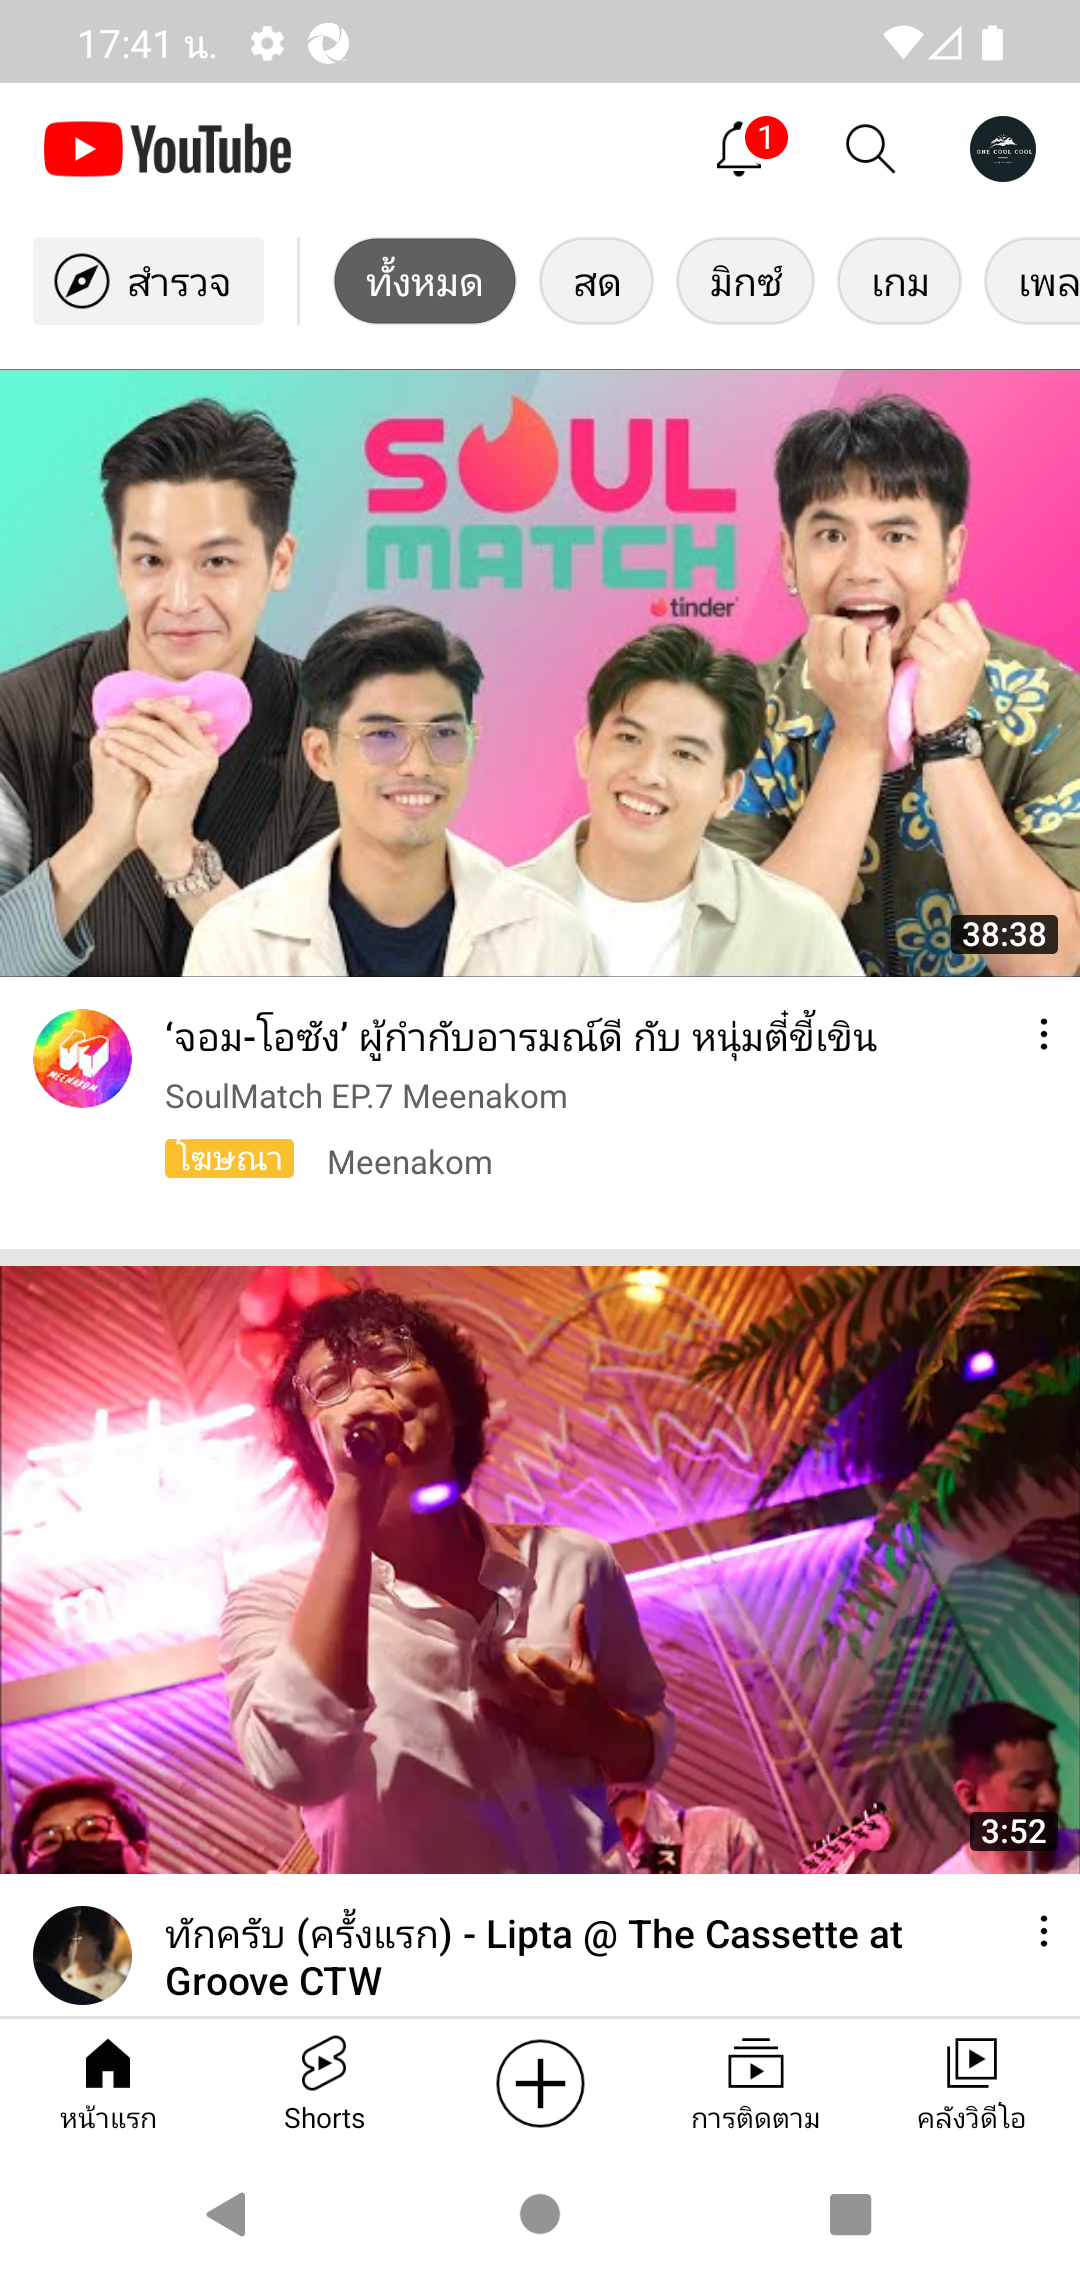 17:41 น.
YouTube
1
ONE COOL COOL
สำรวจ
ทั้งหมด
สด
มิกซ์
เกม
เพล
SOUL
MATCH
tinder
38:38
MEENAKOM
‘จอม-โอซัง’ ผู้กำกับอารมณ์ดี กับ หนุ่มตี๋ขี้เขิน
SoulMatch EP.7 Meenakom
โฆษณา
Meenakom
3:52
ทักครับ (ครั้งแรก) - Lipta @ The Cassette at
Groove CTW
หน้าแรก
Shorts
การติดตาม
คลังวิดีโอ